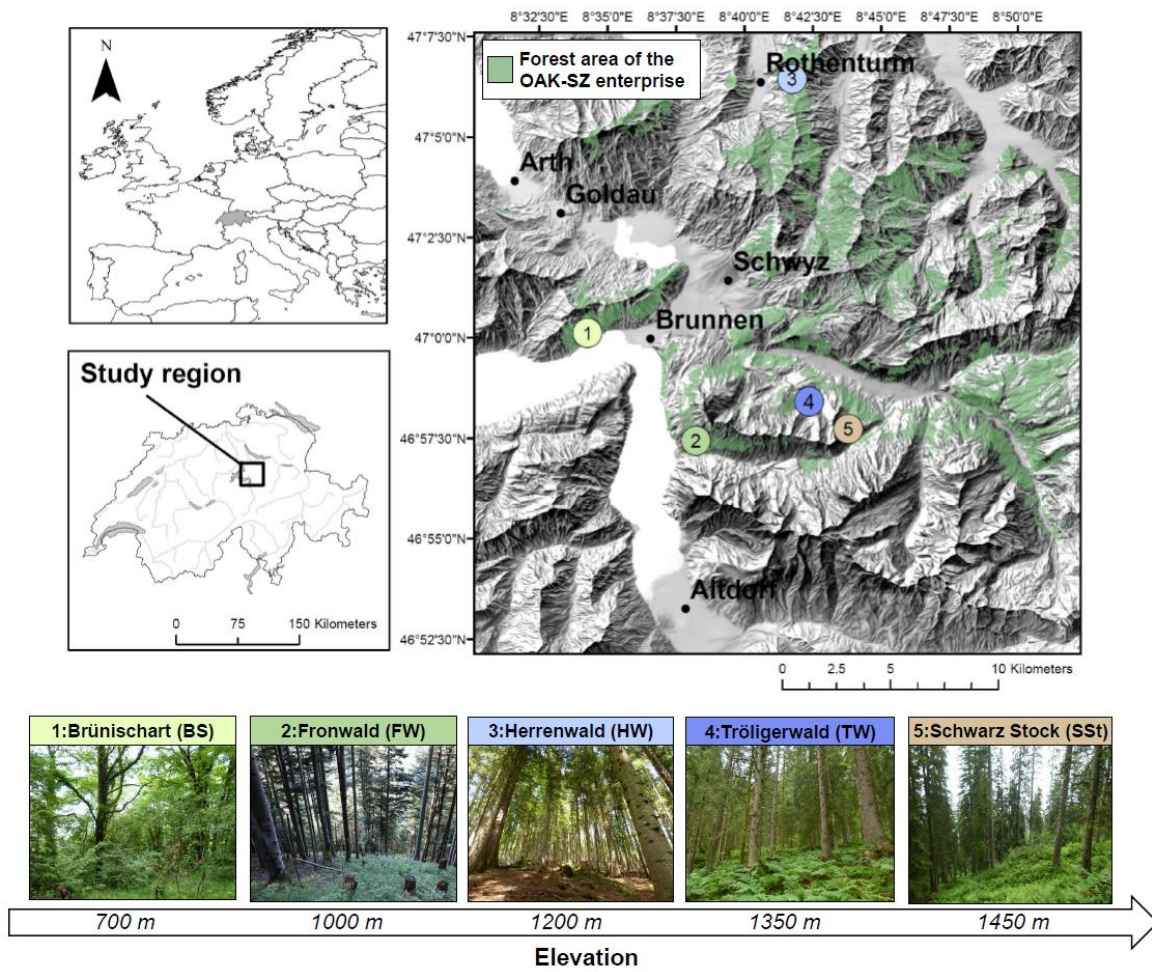 N
Study region
0 75 150 Kilometers
8°32'30"E 8°35'0"E 8°37'30"E 8°40'0"E 8°42'30"E 8°45'0"E 8°47'30"E 8°50'0"E
47°7'30"N
47°5'0"N
47°2'30"N
47°0'0"N
46°57'30"N
46°55'0"N
46°52'30"N
Forest area of the
OAK-SZ enterprise
3
Rothenturm
Arth
Goldau
Schwyz
Brunnen
1
4
5
2
Altdorf
0 2.5 5 10 Kilometers
1:Brünischart (BS) 2:Fronwald (FW) 3:Herrenwald (HW) 4:Tröligerwald (TW) 5:Schwarz Stock (SSt)
700 m 1000 m 1200 m 1350 m 1450 m
Elevation